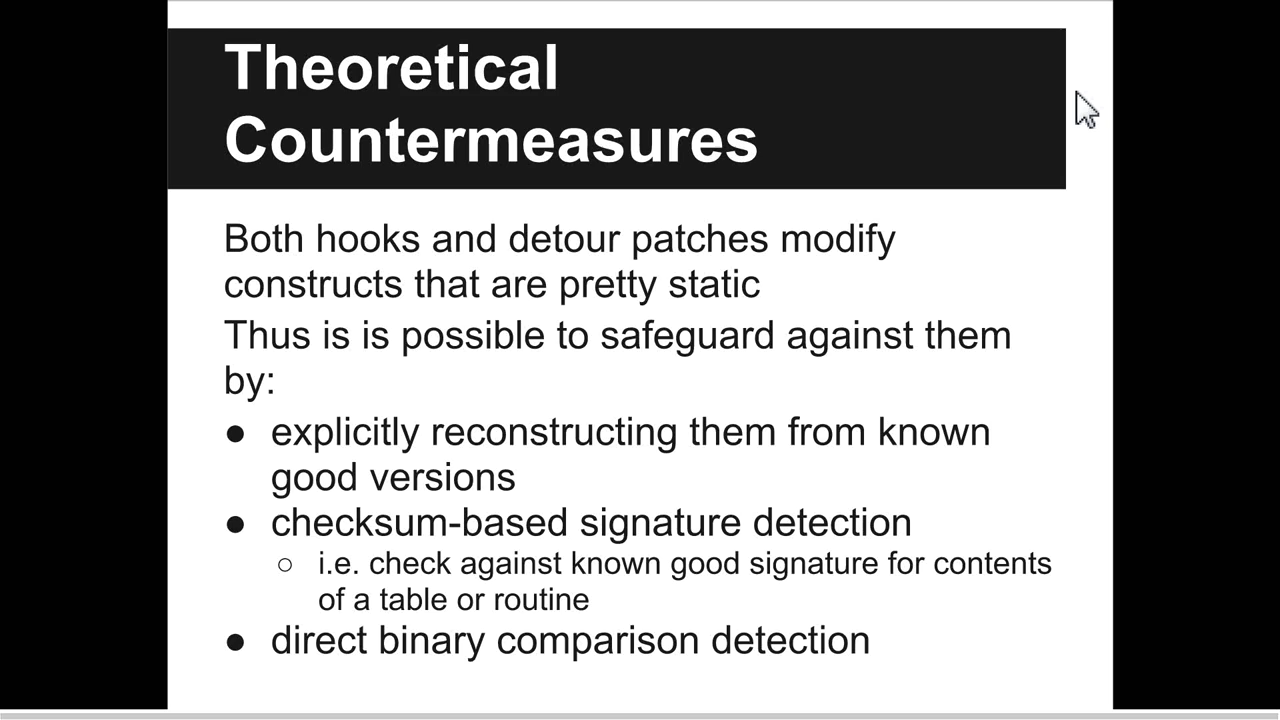 Theoretical
Countermeasures
Both hooks and detour patches modify
constructs that are pretty static
Thus is is possible to safeguard against them
by:
● explicitly reconstructing them from known
good versions
● checksum-based signature detection
○ i.e. check against known good signature for contents
of a table or routine
● direct binary comparison detection